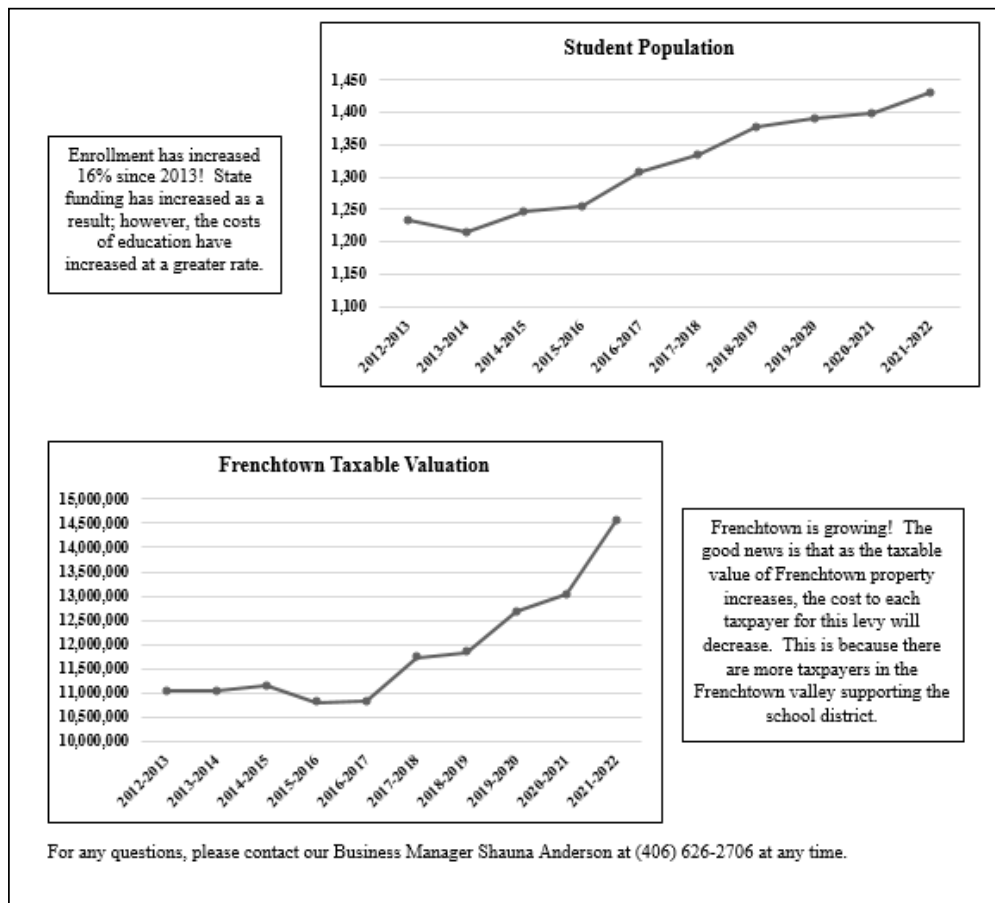 Student Population
1,450
1,400
1,350
1,300
1,250
1,200
1,150
1,100
2012-2013
2013-2014
2014-2015
2015-2016
2016-2017
2017-2018
2018-2019
2019-2020
2020-2021
2021-2022
Enrollment has increased
16% since 2013! State
funding has increased as a
result; however, the costs
of education have
increased at a greater rate.
Frenchtown Taxable Valuation
15,000,000
14,500,000
14,000,000
13,500,000
13,000,000
12,500,000
12,000,000
11,500,000
11,000,000
10,500,000
10,000,000
2012-2013
2013-2014
2014-2015
2015-2016
2016-2017
2017-2018
2018-2019
2019-2020
2020-2021
2021-2022
Frenchtown is growing! The
good news is that as the taxable
value of Frenchtown property
increases, the cost to each
taxpayer for this levy will
decrease. This is because there
are more taxpayers in the
Frenchtown valley supporting the
school district.
For any questions, please contact our Business Manager Shauna Anderson at (406) 626-2706 at any time.